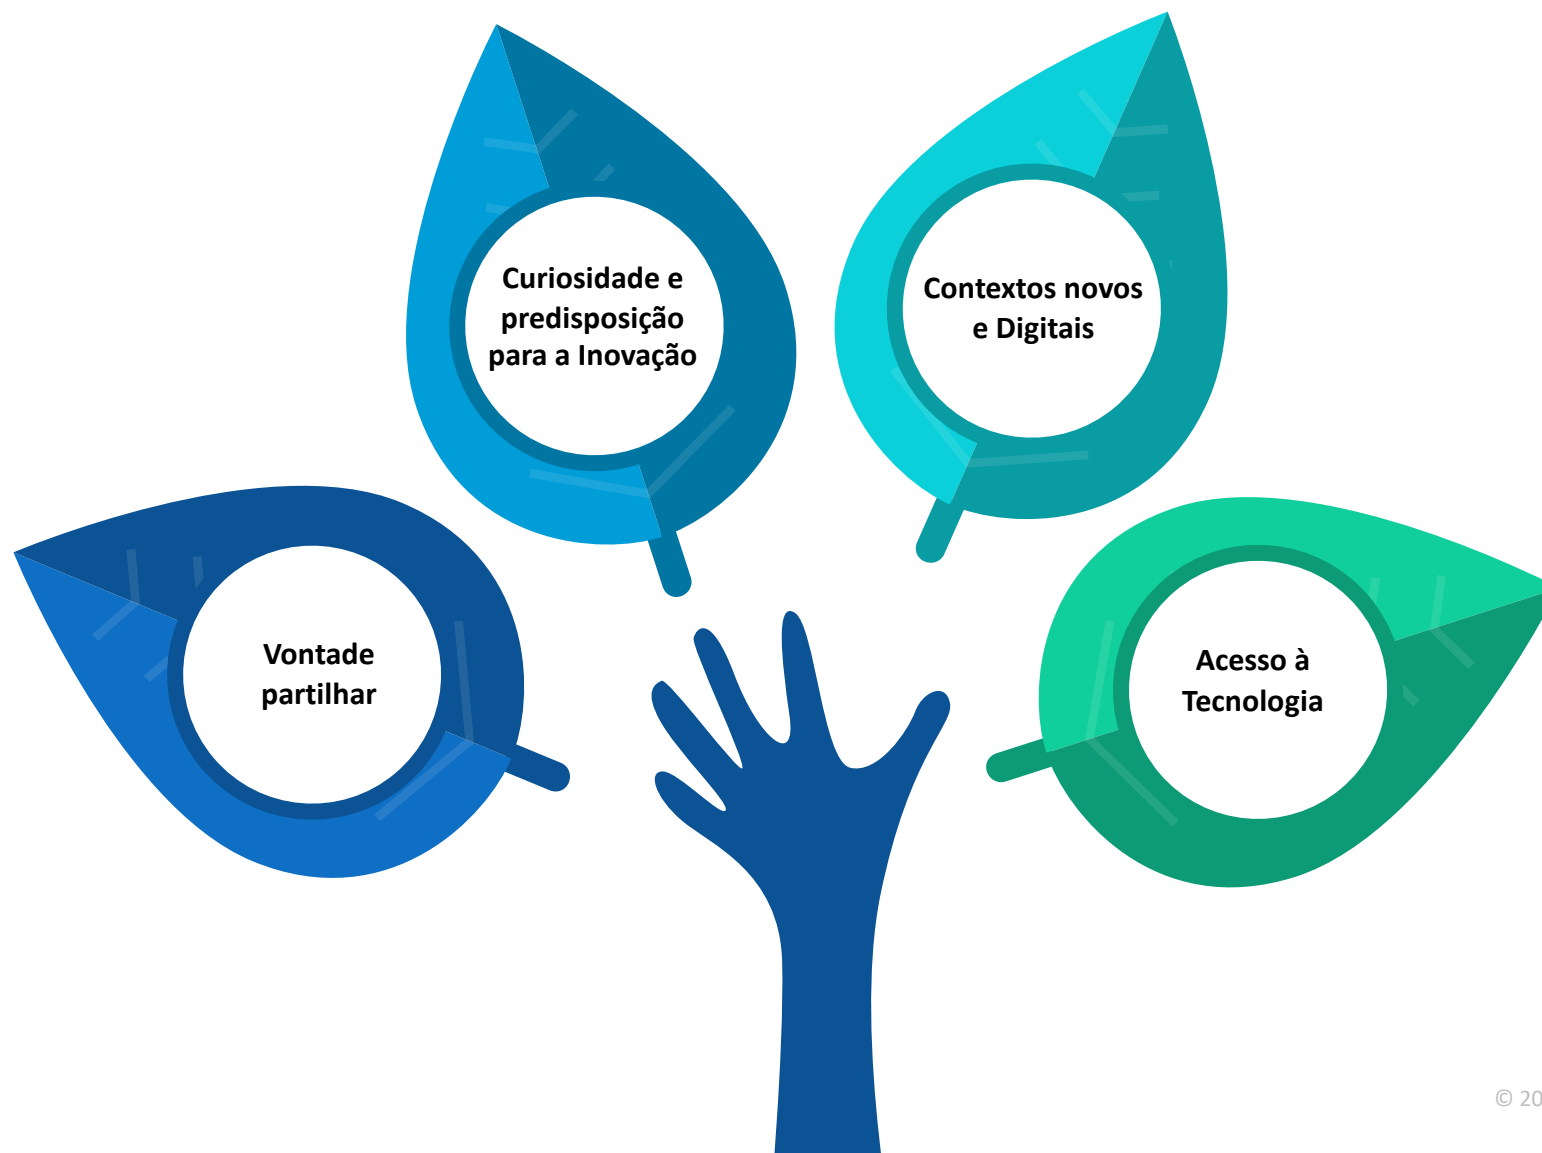 Curiosidade e
predisposição
para a Inovação
Contextos novos
e Digitais
Vontade
partilhar
Acesso à
Tecnologia
© 20